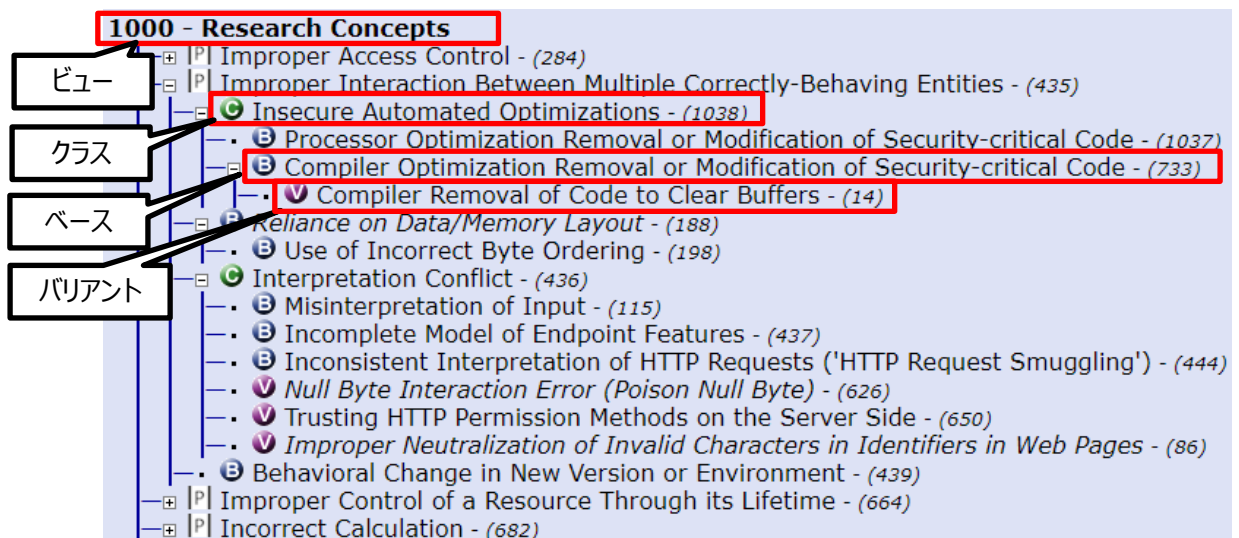 1000 - Research Concepts
P Improper Access Control - (284)
ビュー
P Improper Interaction Between Multiple Correctly-Behaving Entities - (435)
C Insecure Automated Optimizations - (1038)
クラス
B Processor Optimization Removal or Modification of Security-critical Code - (1037)
B Compiler Optimization Removal or Modification of Security-critical Code - (733)
V Compiler Removal of Code to Clear Buffers - (14)
ベース
B Reliance on Data/Memory Layout - (188)
B Use of Incorrect Byte Ordering - (198)
バリアント
C Interpretation Conflict - (436)
B Misinterpretation of Input - (115)
B Incomplete Model of Endpoint Features - (437)
B Inconsistent Interpretation of HTTP Requests ('HTTP Request Smuggling') - (444)
V Null Byte Interaction Error (Poison Null Byte) - (626)
V Trusting HTTP Permission Methods on the Server Side - (650)
V Improper Neutralization of Invalid Characters in Identifiers in Web Pages - (86)
B Behavioral Change in New Version or Environment - (439)
P Improper Control of a Resource Through its Lifetime - (664)
P Incorrect Calculation - (682)